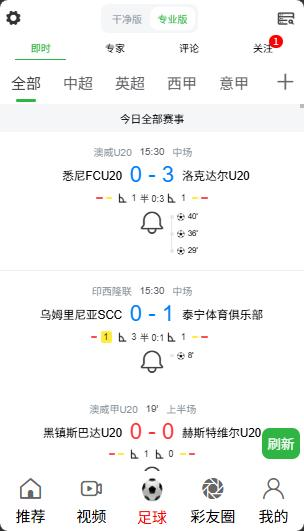 干净版 专业版
即时 专家 评论 关注 1
全部 中超 英超 西甲 意甲
今日全部赛事
澳威U20 15:30 中场
悉尼FCU20 0 - 3 洛克达尔U20
1 半 0:3 1
40'
36'
29'
印西隆联 15:30 中场
乌姆里尼亚SCC 0 - 1 泰宁体育俱乐部
1 3 半 0:1 1
8'
澳威甲U20 19' 上半场
黑镇斯巴达U20 0 - 0 赫斯特维尔U20
1 0
刷新
推荐 视频 足球 彩友圈 我的